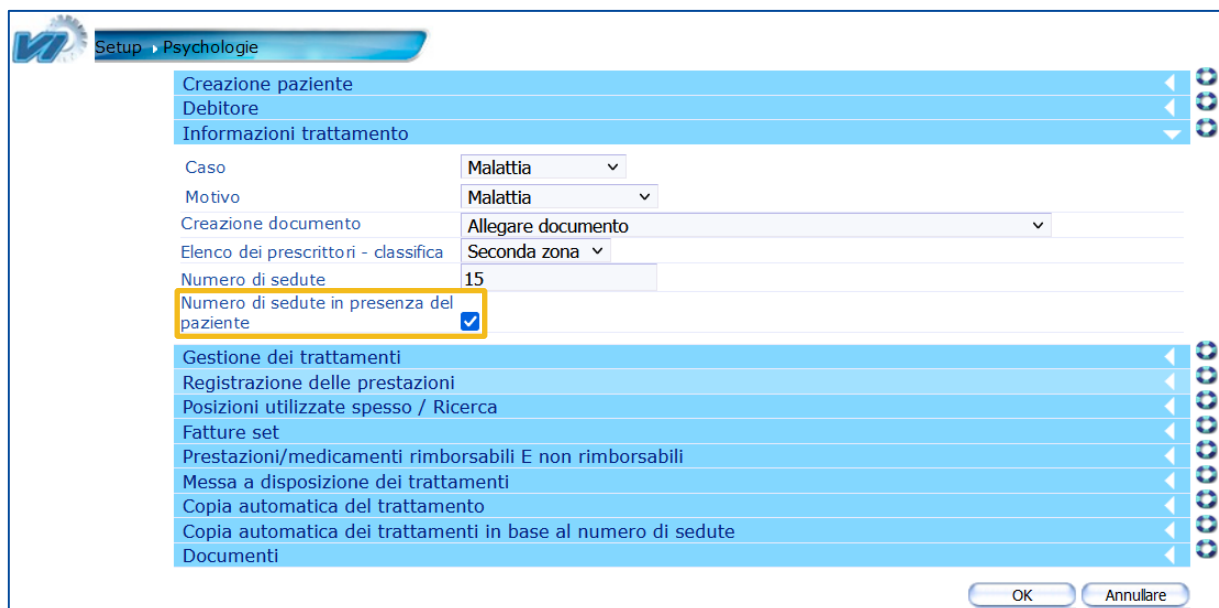 VI
Setup Psychologie
Creazione paziente
Debitore
Informazioni trattamento
Caso Malattia
Motivo Malattia
Creazione documento Allegare documento
Elenco dei prescrittori - classifica Seconda zona
Numero di sedute 15
Numero di sedute in presenza del
paziente
Gestione dei trattamenti
Registrazione delle prestazioni
Posizioni utilizzate spesso / Ricerca
Fatture set
Prestazioni/medicamenti rimborsabili E non rimborsabili
Messa a disposizione dei trattamenti
Copia automatica del trattamento
Copia automatica dei trattamenti in base al numero di sedute
Documenti
OK Annullare